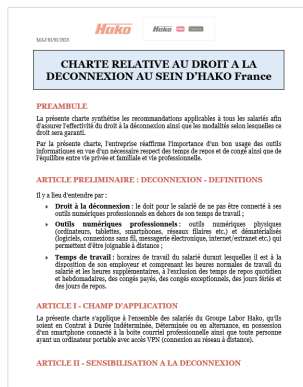 Hako
Hako
MAJ 01/02/2023
CHARTE RELATIVE AU DROIT A LA
DECONNEXION AU SEIN D'HAKO France
PREAMBULE
La présente charte synthétise les recommandations applicables à tous les salariés afin
d'assurer l'effectivité du droit à la déconnexion ainsi que les modalités selon lesquelles ce
droit sera garanti.
Par la présente charte, l'entreprise réaffirme l'importance d'un bon usage des outils
informatiques en vue d'un nécessaire respect des temps de repos et de congé ainsi que de
l'équilibre entre vie privée et familiale et vie professionnelle.
ARTICLE PRELIMINAIRE : DECONNEXION - DEFINITIONS
Il y a lieu d'entendre par :
Droit à la déconnexion : le droit pour le salarié de ne pas être connecté à ses
outils numériques professionnels en dehors de son temps de travail ;
Outils numériques professionnels : outils numériques physiques
(ordinateurs, tablettes, smartphones, réseaux filaires etc.) et dématérialisés
(logiciels, connexions sans fil, messagerie électronique, internet/extranet etc.) qui
permettent d'être joignable à distance ;
Temps de travail : horaires de travail du salarié durant lesquelles il est à la
disposition de son employeur et comprenant les heures normales de travail du
salarié et les heures supplémentaires, à l'exclusion des temps de repos quotidien
et hebdomadaires, des congés payés, des congés exceptionnels, des jours fériés et
des jours de repos.
ARTICLE I - CHAMP D'APPLICATION
La présente charte s'applique à l'ensemble des salariés du Groupe Labor Hako, qu'ils
soient en Contrat à Durée Indéterminée, Déterminée ou en alternance, en possession
d'un smartphone connecté à la boite courriel professionnelle ainsi que toute personne
ayant un ordinateur portable avec accès VPN (connexion au réseau à distance).
ARTICLE II - SENSIBILISATION A LA DECONNEXION